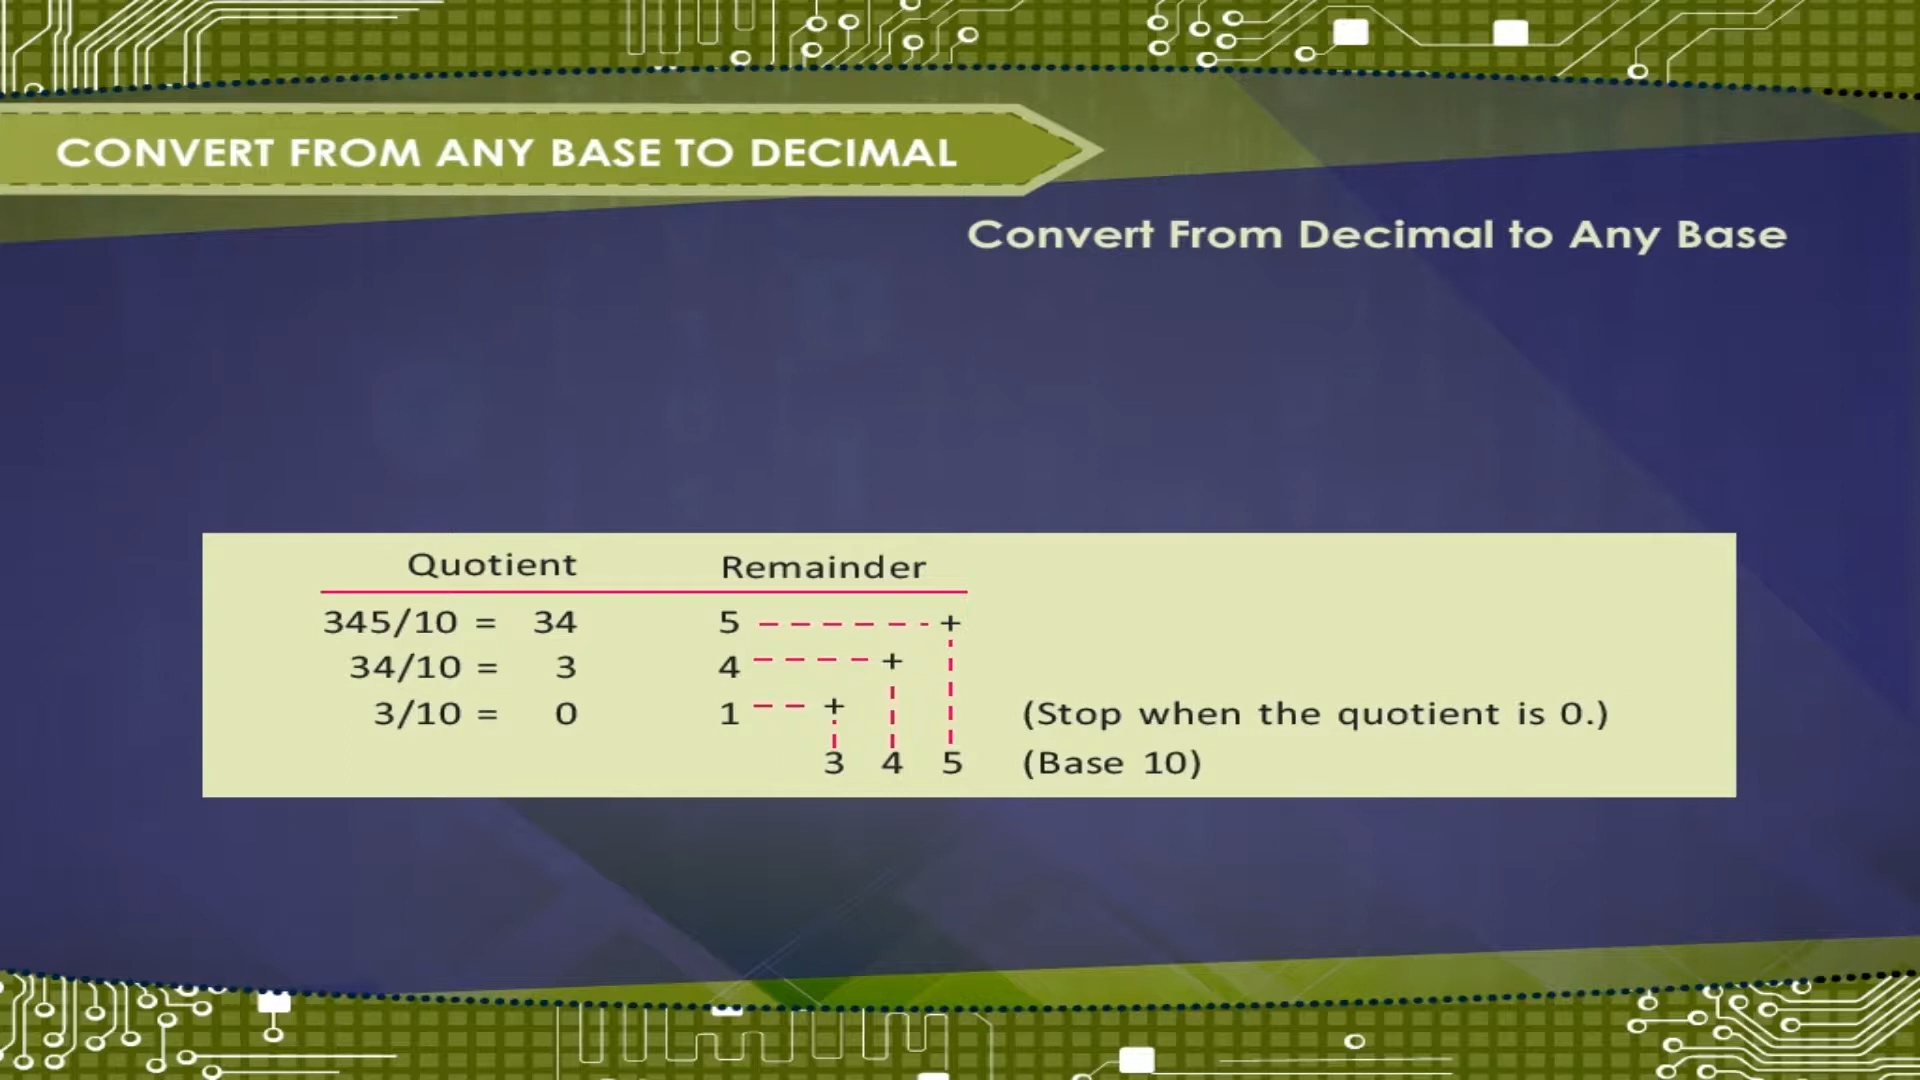 CONVERT FROM ANY BASE TO DECIMAL
Convert From Decimal to Any Base
Quotient Remainder
345/10 = 34 5 +
34/10 = 3 4 +
3/10 = 0 1 + (Stop when the quotient is 0.)
3 4 5 (Base 10)